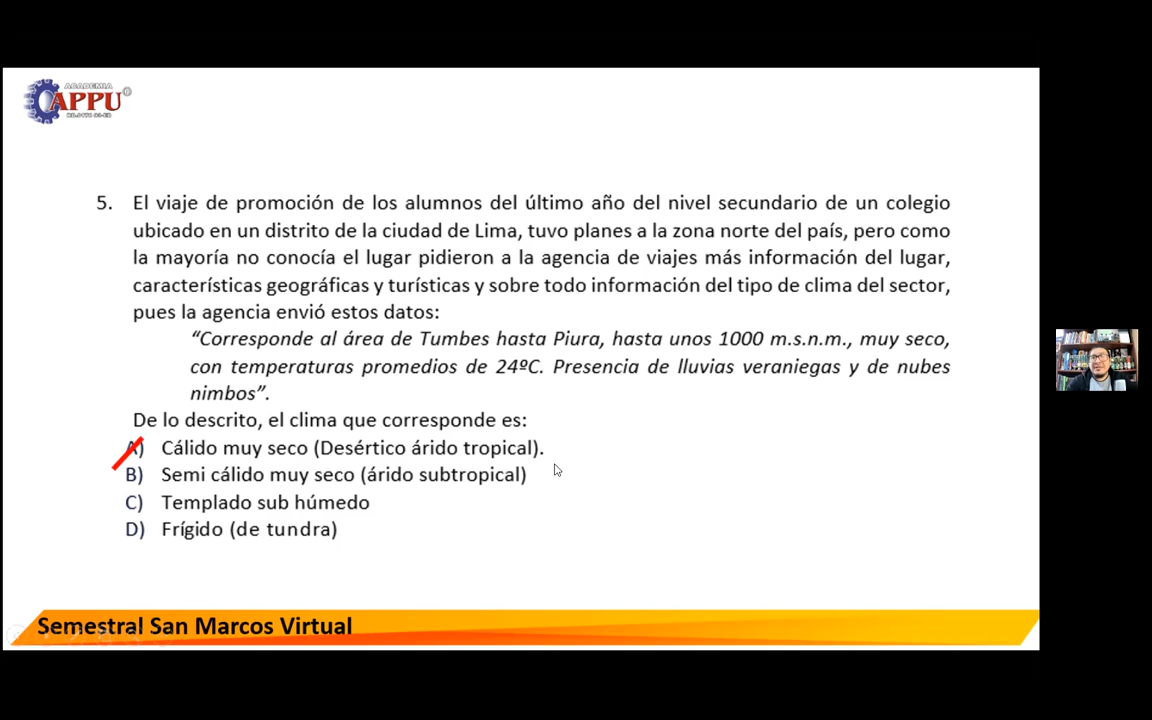 ACADEMIA
APPU
5. El viaje de promoción de los alumnos del último año del nivel secundario de un colegio
ubicado en un distrito de la ciudad de Lima, tuvo planes a la zona norte del país, pero como
la mayoría no conocía el lugar pidieron a la agencia de viajes más información del lugar,
características geográficas y turísticas y sobre todo información del tipo de clima del sector,
pues la agencia envió estos datos:
“Corresponde al área de Tumbes hasta Piura, hasta unos 1000 m.s.n.m., muy seco,
con temperaturas promedios de 24ºC. Presencia de lluvias veraniegas y de nubes
nimbos”.
De lo descrito, el clima que corresponde es:
A) Cálido muy seco (Desértico árido tropical).
B) Semi cálido muy seco (árido subtropical)
C) Templado sub húmedo
D) Frígido (de tundra)
Semestral San Marcos Virtual